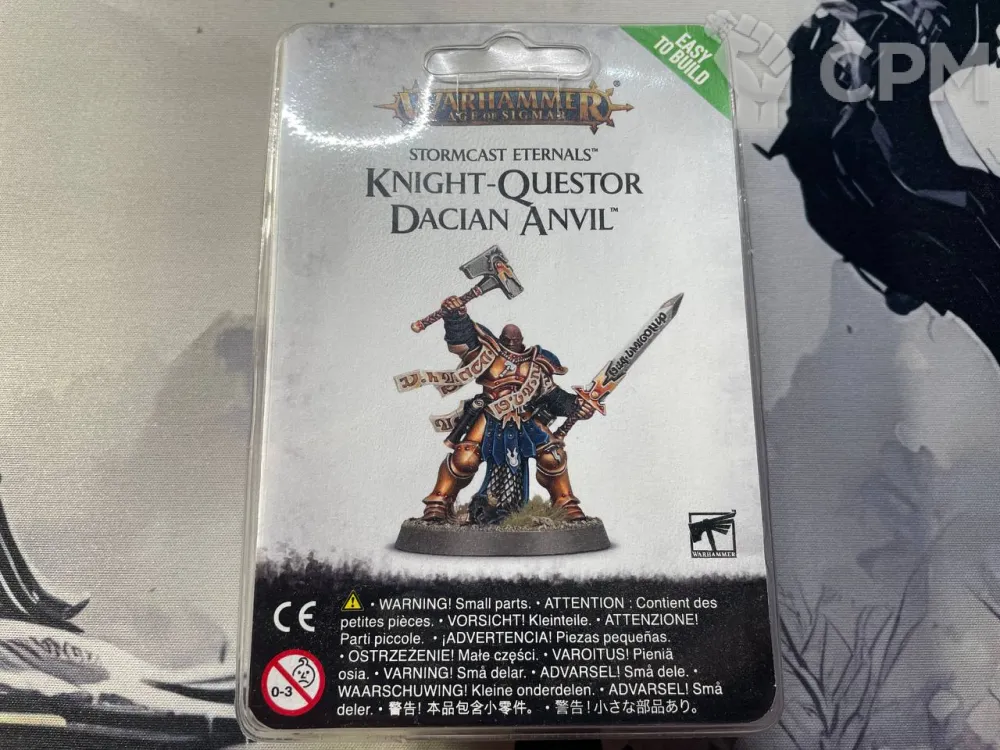 EASY
TO BUILD
CPM
WARHAMMER
AGE OF SIGMAR
STORMCAST ETERNALS™
KNIGHT-QUESTOR
DACIAN ANVIL™
WARHAMMER
CE
• WARNING! Small parts. • ATTENTION : Contient des
petites pièces. • VORSICHT! Kleinteile. • ATTENZIONE!
Parti piccole. • ¡ADVERTENCIA! Piezas pequeñas.
• OSTRZEŻENIE! Małe części. • VAROITUS! Pieniä
osia. • VARNING! Små delar. • ADVARSEL! Små dele. •
WAARSCHUWING! Kleine onderdelen. • ADVARSEL! Små
deler. • 警告! 本品包含小零件。 • 警告! 小さな部品あり。
0-3